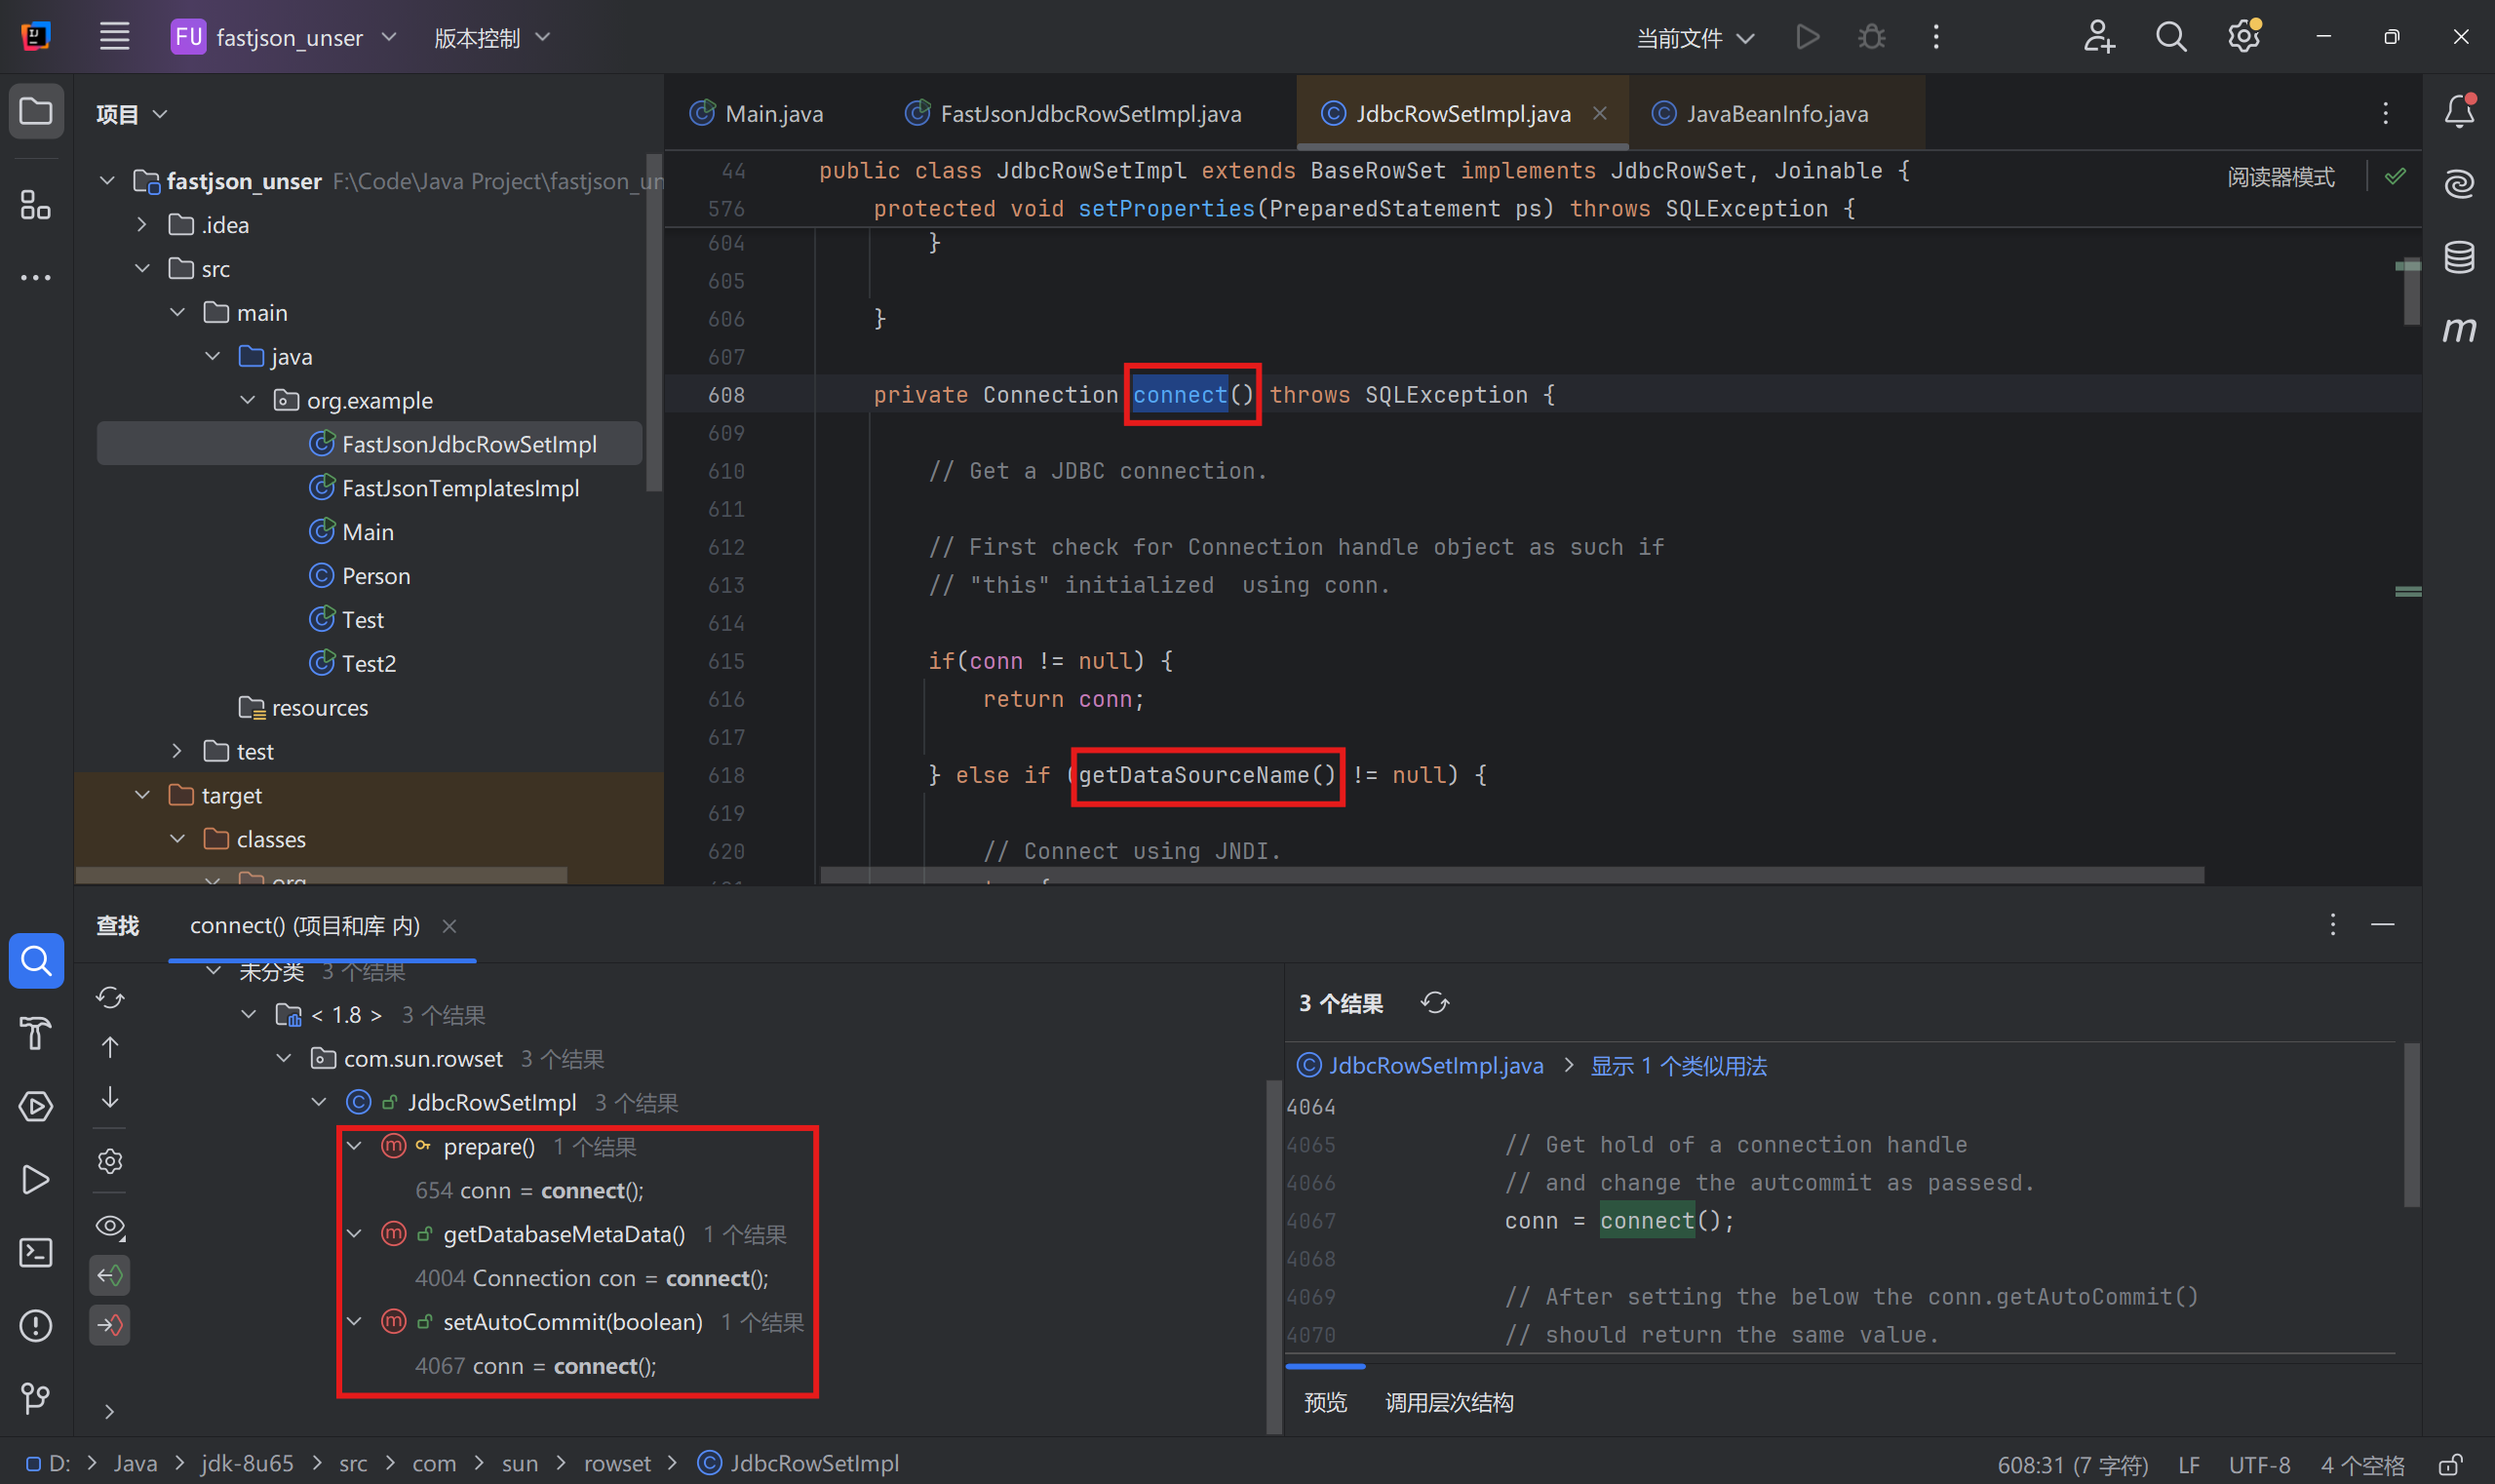 FU fastjson_unser 版本控制 当前文件
项目
fastjson_unser F:\Code\Java Project\fastjson_un
.idea
src
main
java
org.example
FastJsonJdbcRowSetImpl
FastJsonTemplatesImpl
Main
Person
Test
Test2
resources
test
target
classes
org
Main.java FastJsonJdbcRowSetImpl.java JdbcRowSetImpl.java JavaBeanInfo.java
阅读器模式
44 public class JdbcRowSetImpl extends BaseRowSet implements JdbcRowSet, Joinable {
576 protected void setProperties(PreparedStatement ps) throws SQLException {
604 }
605
606 }
607
608 private Connection connect() throws SQLException {
609
610 // Get a JDBC connection.
611
612 // First check for Connection handle object as such if
613 // "this" initialized  using conn.
614
615 if(conn != null) {
616 return conn;
617
618 } else if (getDataSourceName() != null) {
619
620 // Connect using JNDI.
查找 connect() (项目和库 内)
未分类 3 个结果
< 1.8 > 3 个结果
com.sun.rowset 3 个结果
JdbcRowSetImpl 3 个结果
prepare() 1 个结果
654 conn = connect();
getDatabaseMetaData() 1 个结果
4004 Connection con = connect();
setAutoCommit(boolean) 1 个结果
4067 conn = connect();
3 个结果
JdbcRowSetImpl.java > 显示 1 个类似用法
4064
4065 // Get hold of a connection handle
4066 // and change the autcommit as passesd.
4067 conn = connect();
4068
4069 // After setting the below the conn.getAutoCommit()
4070 // should return the same value.
预览 调用层次结构
D: > Java > jdk-8u65 > src > com > sun > rowset > JdbcRowSetImpl
608:31 (7 字符) LF UTF-8 4 个空格